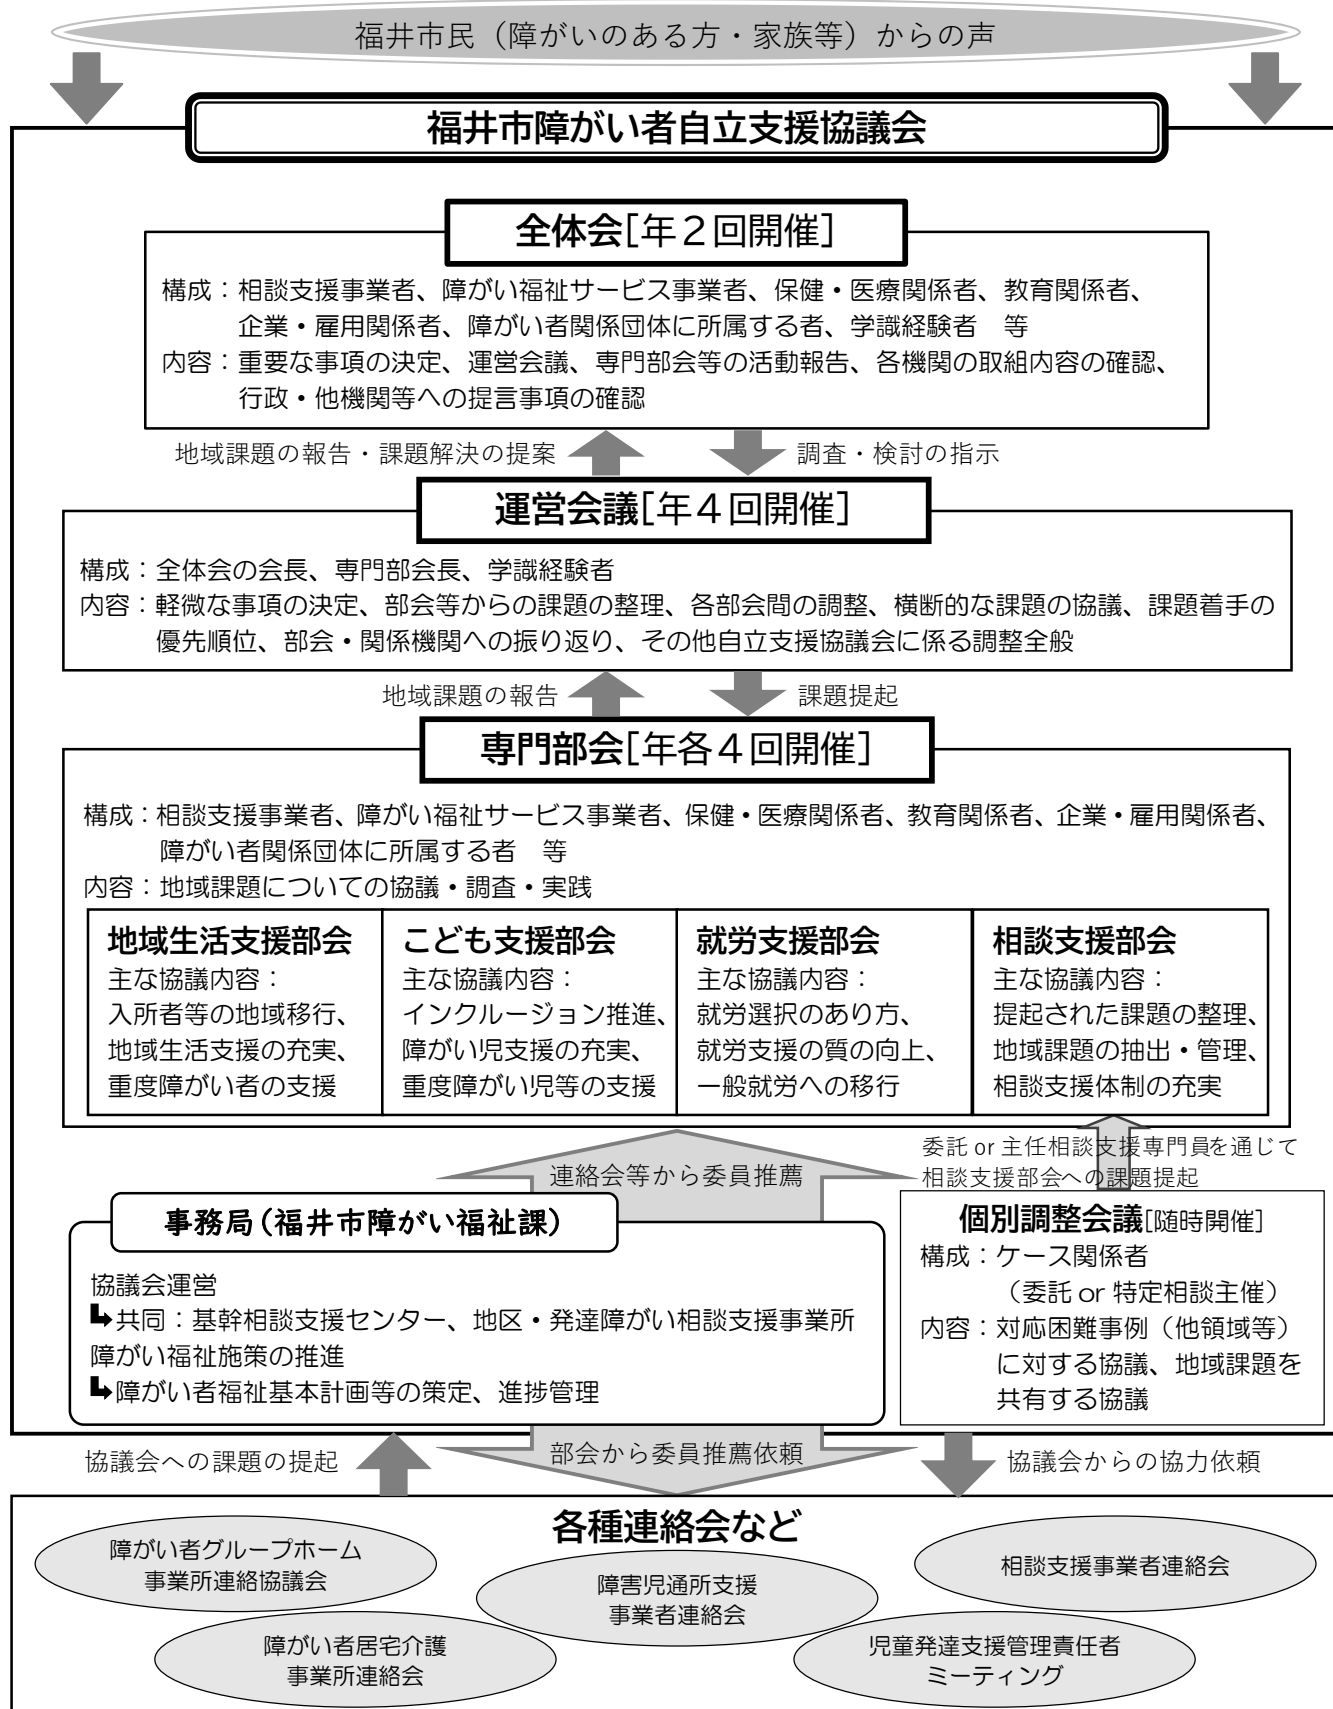 福井市民（障がいのある方・家族等）からの声
福井市障がい者自立支援協議会
全体会［年２回開催］
構成：相談支援事業者、障がい福祉サービス事業者、保健・医療関係者、教育関係者、
企業・雇用関係者、障がい者関係団体に所属する者　等
内容：重要な事項の決定、運営会議、専門部会等の活動報告、各機関の取組内容の確認、
行政・他機関等への提言事項の確認
地域課題の報告・課題解決の提案
調査・検討の指示
運営会議［年４回開催］
構成：全体会の会長、専門部会長、学識経験者
内容：軽微な事項の決定、部会等からの課題の整理、各部会間の調整、横断的な課題の協議、課題着手の
優先順位、部会・関係機関への振り返り、その他自立支援協議会に係る調整全般
地域課題の報告
課題提起
専門部会［年各４回開催］
構成：相談支援事業者、障がい福祉サービス事業者、保健・医療関係者、教育関係者、企業・雇用関係者、
障がい者関係団体に所属する者　等
内容：地域課題についての協議・調査・実践
地域生活支援部会
主な協議内容：
入所者等の地域移行、
地域生活支援の充実、
重度障がい者の支援
こども支援部会
主な協議内容：
インクルージョン推進、
障がい児支援の充実、
重度障がい児等の支援
就労支援部会
主な協議内容：
就労選択のあり方、
就労支援の質の向上、
一般就労への移行
相談支援部会
主な協議内容：
提起された課題の整理、
地域課題の抽出・管理、
相談支援体制の充実
連絡会等から委員推薦
委託 or 主任相談支援専門員を通じて
相談支援部会への課題提起
事務局（福井市障がい福祉課）
協議会運営
┗➡共同：基幹相談支援センター、地区・発達障がい相談支援事業所
障がい福祉施策の推進
┗➡障がい者福祉基本計画等の策定、進捗管理
個別調整会議［随時開催］
構成：ケース関係者
（委託 or 特定相談主催）
内容：対応困難事例（他領域等）
に対する協議、地域課題を
共有する協議
協議会への課題の提起
部会から委員推薦依頼
協議会からの協力依頼
各種連絡会など
障がい者グループホーム
事業所連絡協議会
障害児通所支援
事業者連絡会
相談支援事業者連絡会
障がい者居宅介護
事業所連絡会
児童発達支援管理責任者
ミーティング